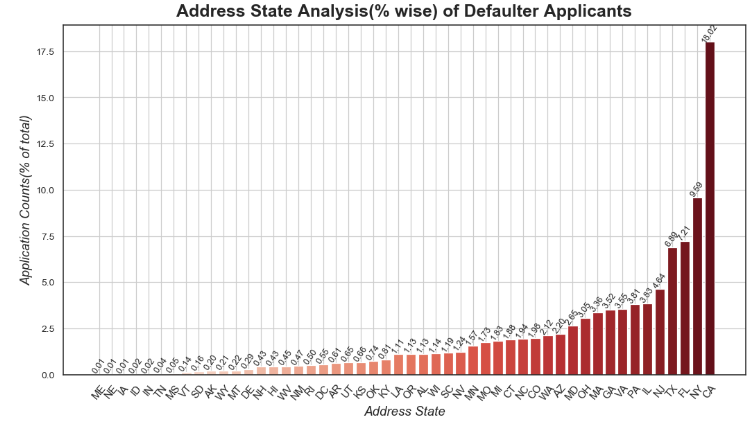 Address State Analysis(% wise) of Defaulter Applicants
Application Counts(% of total)
17.5
15.0
12.5
10.0
7.5
5.0
2.5
0.0
0.01 0.01 0.01 0.02 0.02 0.04 0.05 0.14 0.16 0.20 0.21 0.22 0.29 0.43 0.43 0.45 0.47 0.50 0.55 0.61 0.65 0.66 0.74 0.81 1.11 1.13 1.13 1.14 1.19 1.24 1.57 1.73 1.83 1.88 1.94 1.98 2.12 2.20 2.65 3.05 3.36 3.52 3.55 3.81 3.83 4.64 6.89 7.21 9.59 18.02
ME NE IA ID IN TN MS VT SD AK WY MT DE NH HI WV NM RI DC AR UT KS OK KY LA OR AL WI SC NV MN MO MI CT NC CO WA AZ MD OH MA GA VA PA IL NJ TX FL NY CA
Address State